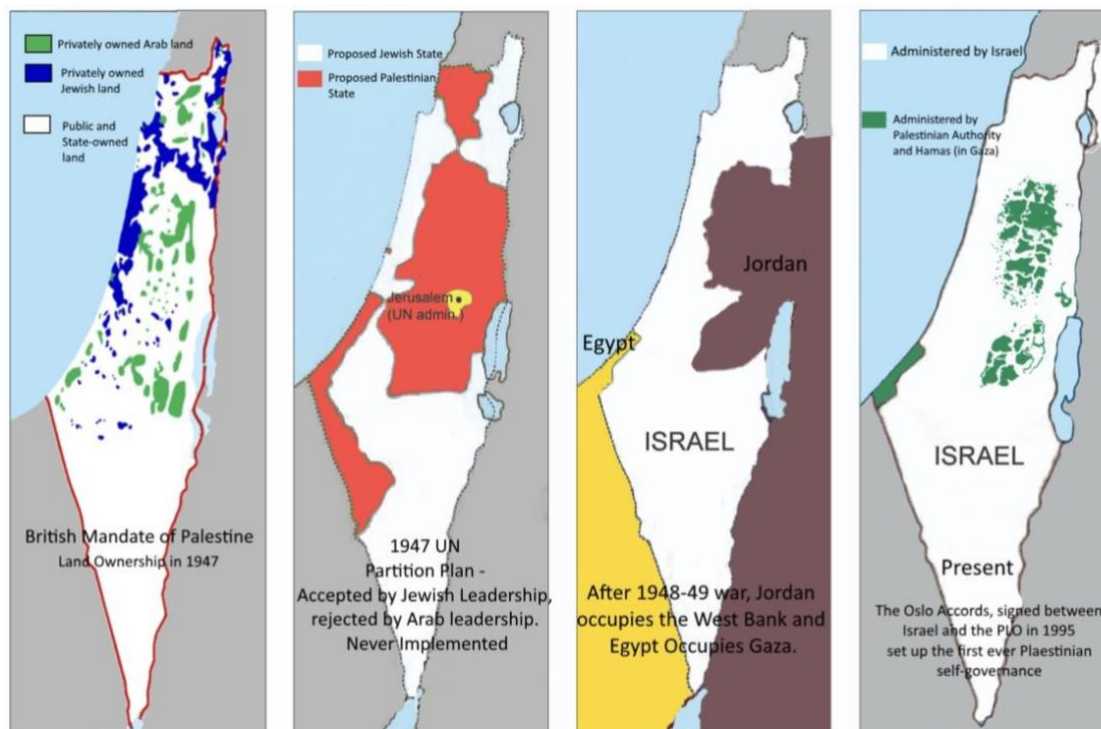 Privately owned Arab land
Privately owned
Jewish land
Public and
State-owned
land
British Mandate of Palestine
Land Ownership in 1947
Proposed Jewish State
Proposed Palestinian
State
Jerusalem
(UN admin.)
1947 UN
Partition Plan -
Accepted by Jewish Leadership,
rejected by Arab leadership.
Never Implemented
Jordan
Egypt
ISRAEL
After 1948-49 war, Jordan
occupies the West Bank and
Egypt Occupies Gaza.
Administered by Israel
Administered by
Palestinian Authority
and Hamas (in Gaza)
ISRAEL
Present
The Oslo Accords, signed between
Israel and the PLO in 1995
set up the first ever Plaestinian
self-governance